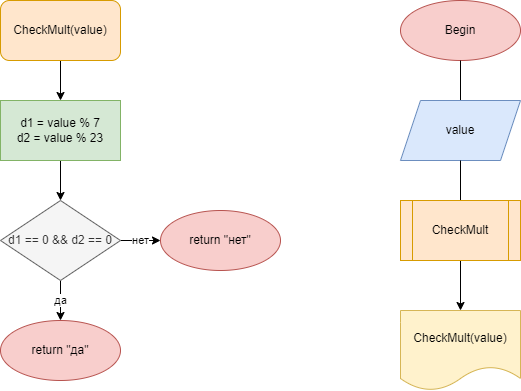 CheckMult(value)
d1 = value % 7
d2 = value % 23
d1 == 0 && d2 == 0
нет
return "нет"
да
return "да"
Begin
value
CheckMult
CheckMult(value)